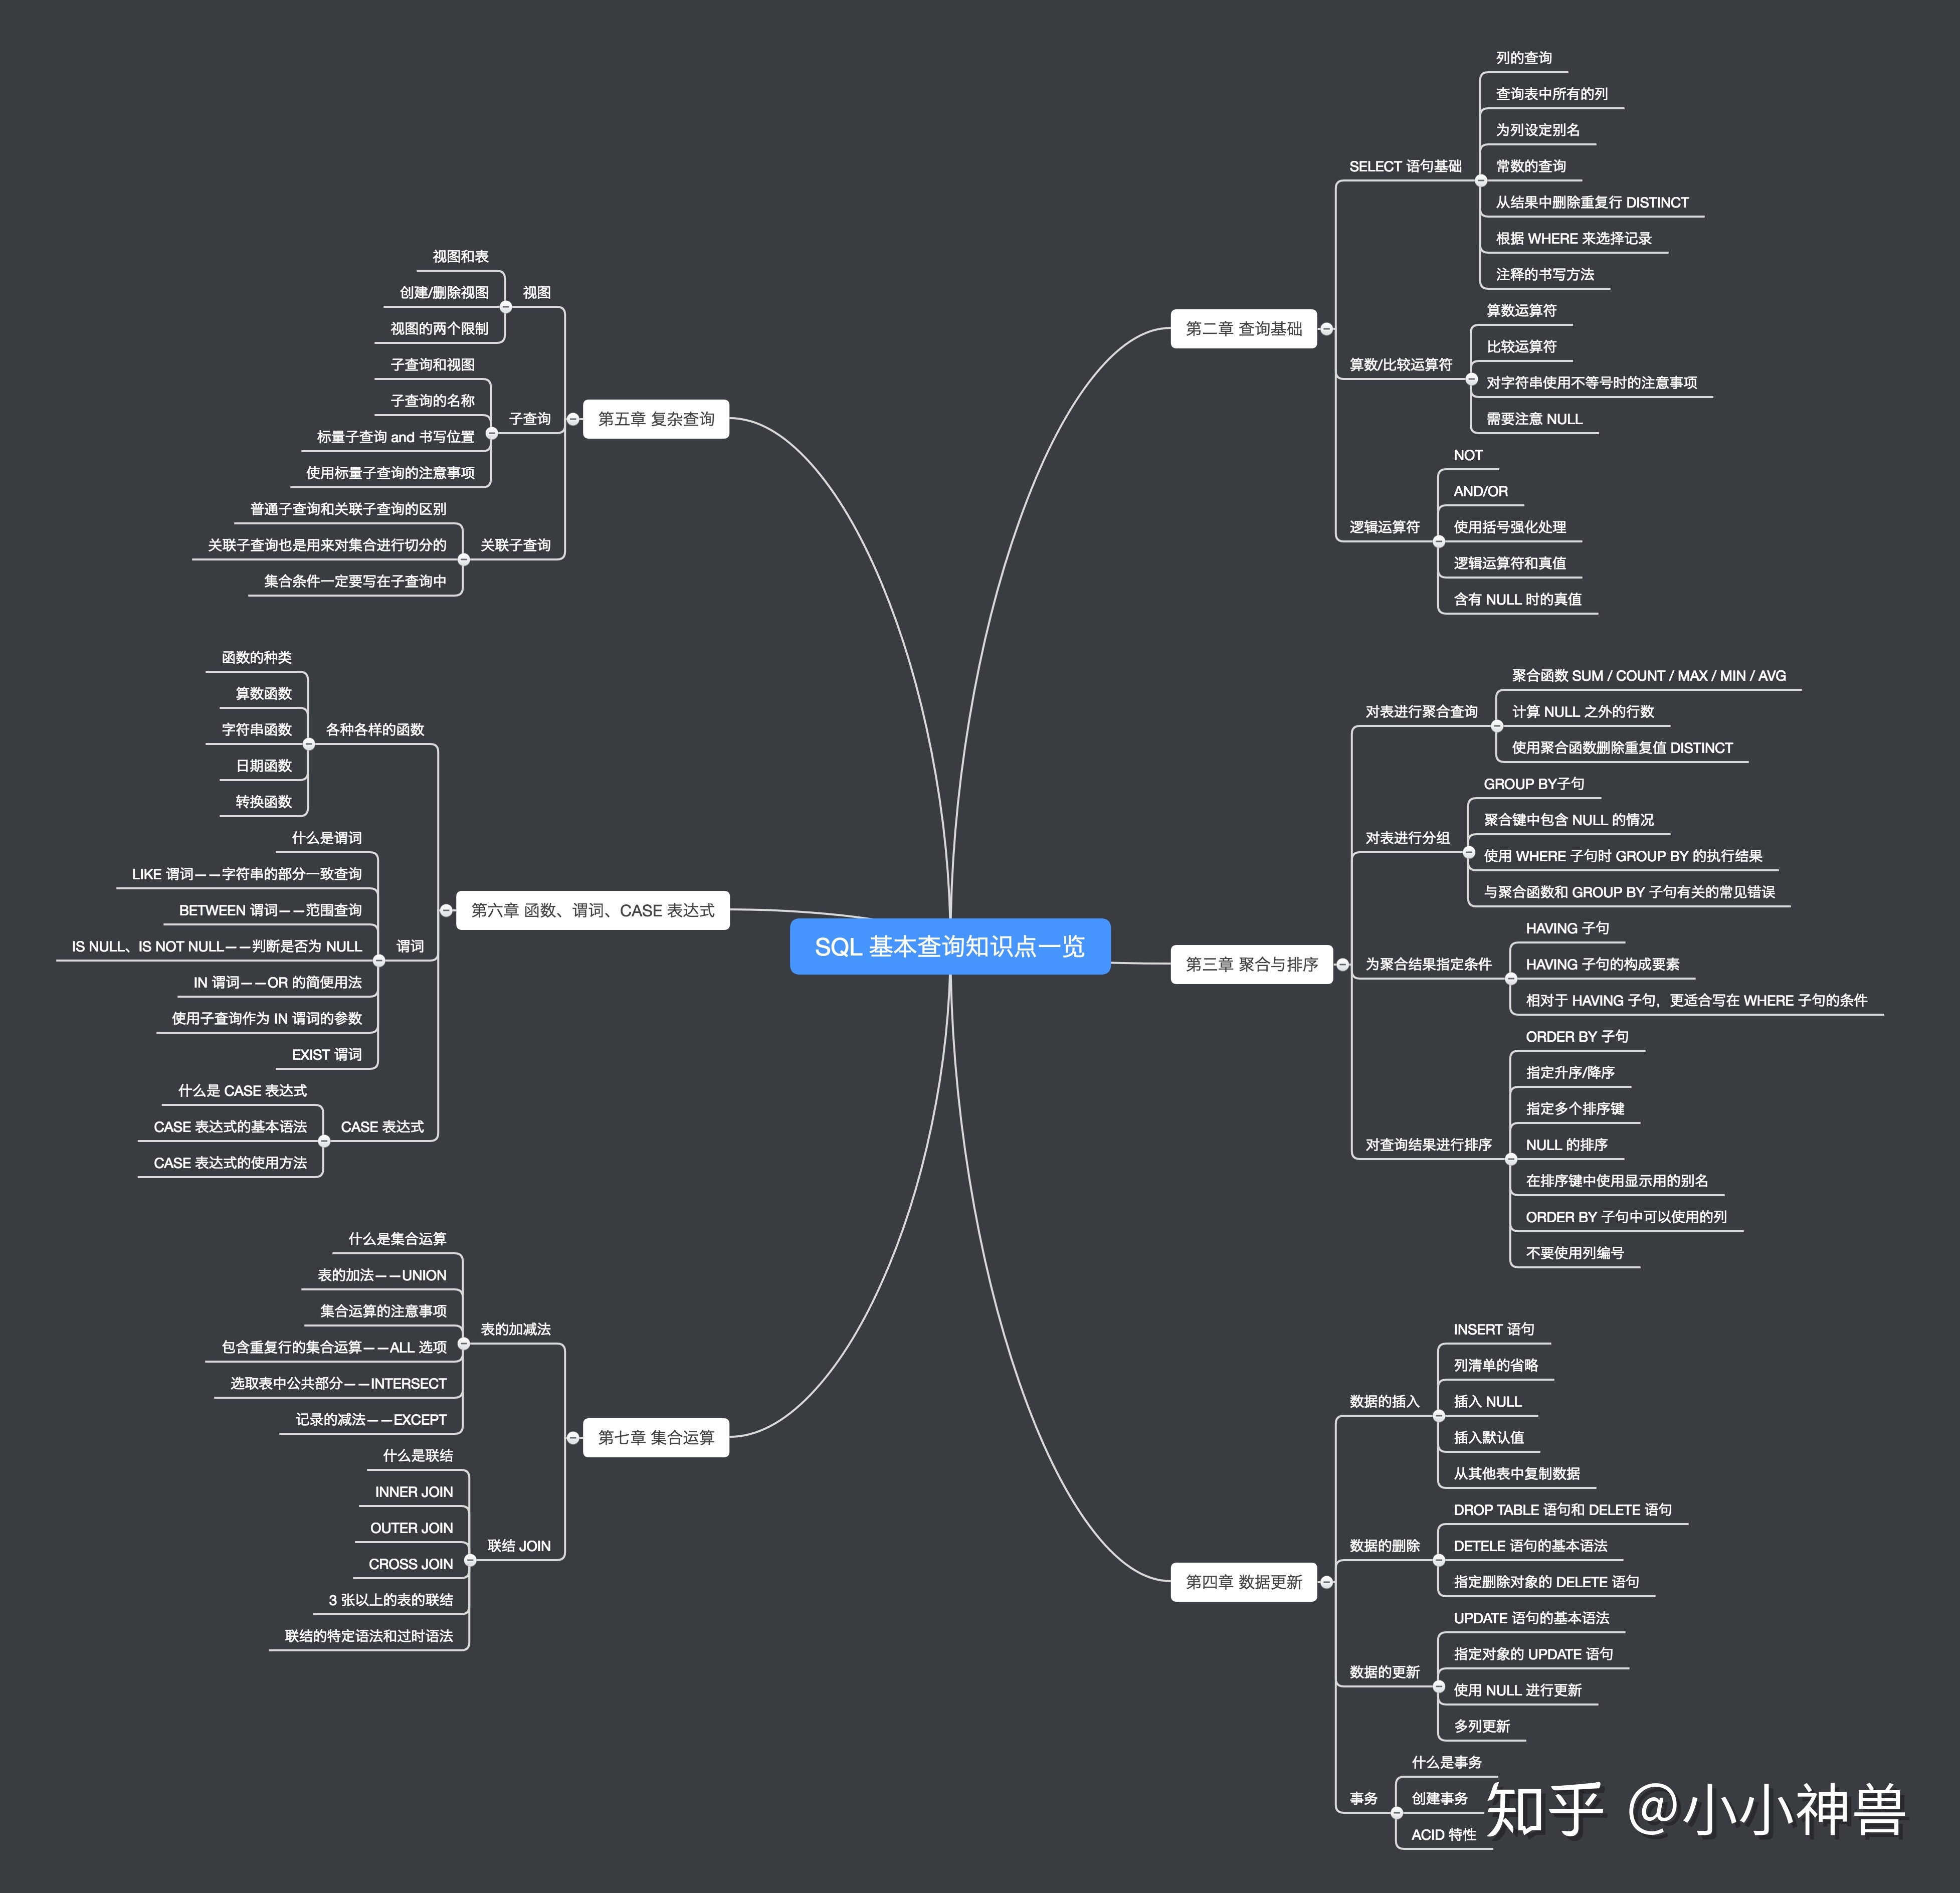 SQL 基本查询知识点一览
第二章 查询基础
SELECT 语句基础
列的查询
查询表中所有的列
为列设定别名
常数的查询
从结果中删除重复行 DISTINCT
根据 WHERE 来选择记录
注释的书写方法
算数/比较运算符
算数运算符
比较运算符
对字符串使用不等号时的注意事项
需要注意 NULL
逻辑运算符
NOT
AND/OR
使用括号强化处理
逻辑运算符和真值
含有 NULL 时的真值
第三章 聚合与排序
对表进行聚合查询
聚合函数 SUM / COUNT / MAX / MIN / AVG
计算 NULL 之外的行数
使用聚合函数删除重复值 DISTINCT
对表进行分组
GROUP BY子句
聚合键中包含 NULL 的情况
使用 WHERE 子句时 GROUP BY 的执行结果
与聚合函数和 GROUP BY 子句有关的常见错误
为聚合结果指定条件
HAVING 子句
HAVING 子句的构成要素
相对于 HAVING 子句，更适合写在 WHERE 子句的条件
对查询结果进行排序
ORDER BY 子句
指定升序/降序
指定多个排序键
NULL 的排序
在排序键中使用显示用的别名
ORDER BY 子句中可以使用的列
不要使用列编号
第四章 数据更新
数据的插入
INSERT 语句
列清单的省略
插入 NULL
插入默认值
从其他表中复制数据
数据的删除
DROP TABLE 语句和 DELETE 语句
DETELE 语句的基本语法
指定删除对象的 DELETE 语句
数据的更新
UPDATE 语句的基本语法
指定对象的 UPDATE 语句
使用 NULL 进行更新
多列更新
事务
什么是事务
创建事务
ACID 特性
第五章 复杂查询
视图
视图和表
创建/删除视图
视图的两个限制
子查询
子查询和视图
子查询的名称
标量子查询 and 书写位置
使用标量子查询的注意事项
关联子查询
普通子查询和关联子查询的区别
关联子查询也是用来对集合进行切分的
集合条件一定要写在子查询中
第六章 函数、谓词、CASE 表达式
各种各样的函数
函数的种类
算数函数
字符串函数
日期函数
转换函数
谓词
什么是谓词
LIKE 谓词——字符串的部分一致查询
BETWEEN 谓词——范围查询
IS NULL、IS NOT NULL——判断是否为 NULL
IN 谓词——OR 的简便用法
使用子查询作为 IN 谓词的参数
EXIST 谓词
CASE 表达式
什么是 CASE 表达式
CASE 表达式的基本语法
CASE 表达式的使用方法
第七章 集合运算
表的加减法
什么是集合运算
表的加法——UNION
集合运算的注意事项
包含重复行的集合运算——ALL 选项
选取表中公共部分——INTERSECT
记录的减法——EXCEPT
联结 JOIN
什么是联结
INNER JOIN
OUTER JOIN
CROSS JOIN
3 张以上的表的联结
联结的特定语法和过时语法
知乎 @小小神兽